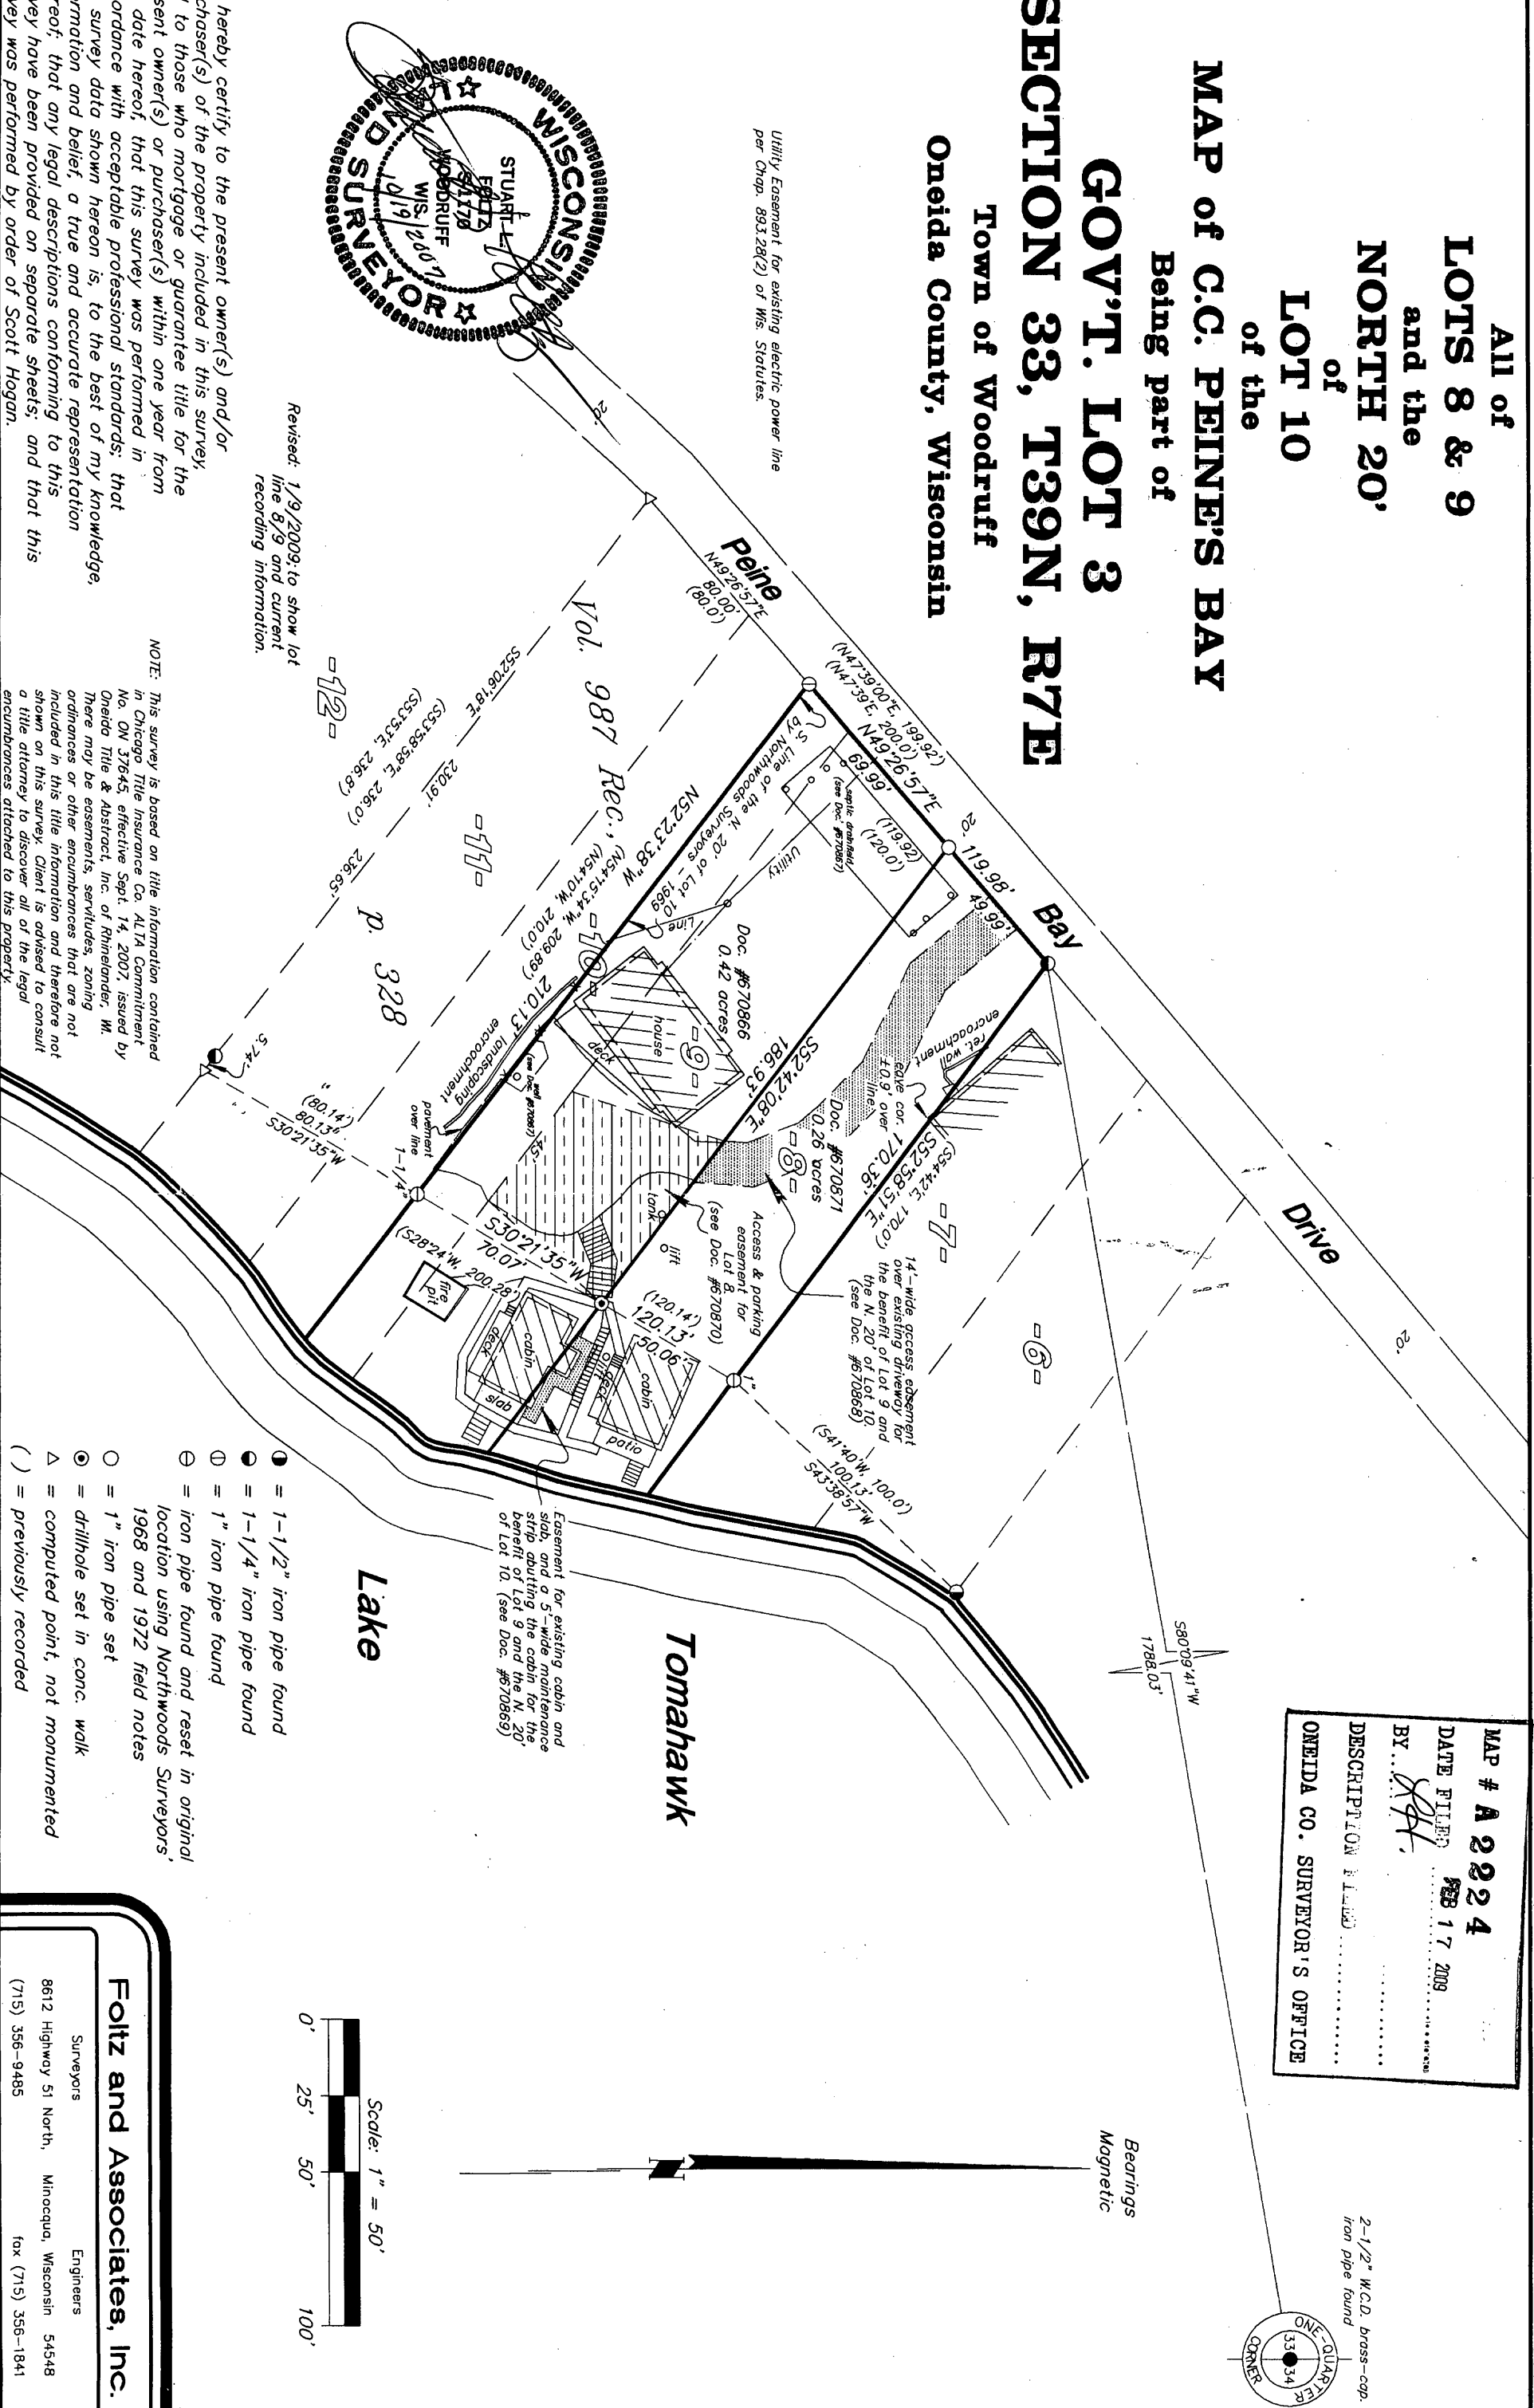 All of
LOTS 8 & 9
and the
NORTH 20'
of
LOT 10
of the
MAP of C.C. PEINE'S BAY
Being part of
GOV'T. LOT 3
SECTION 33, T39N, R7E
Town of Woodruff
Oneida County, Wisconsin
Utility Easement for existing electric power line
per Chap. 893.28(2) of Wis. Statutes.
MAP # A 2224
DATE FILED FEB 17 2009
BY
DESCRIPTION FILED
ONEIDA CO. SURVEYOR'S OFFICE
2-1/2" W.C.D. brass-cap.
iron pipe found
ONE-QUARTER
33 34
CORNER
S80°09'41"W
1788.03'
Bearings
Magnetic
Peine
Bay
Drive
20'
20'
20'
N49°26'57"E
80.00'
(80.0')
(N47°39'00"E, 199.92')
(N47°39'E, 200.0')
N49°26'57"E
69.99'
119.98'
49.99'
(119.92)
(120.0')
septic drainfield
(see Doc. #670867)
S. Line of the N. 20' of Lot 10
by Northwoods Surveyors - 1969
Utility
Line
Doc. #670866
0.42 acres
-9-
house
deck
S52°42'08"E
186.93'
Doc. #670871
0.26 acres
-8-
ret. wall
encroachment
eave cor.
±0.9' over
line
170.36'
S52°58'51"E
(S54°42'E, 170.0')
-7-
-6-
14'-wide access easement
over existing driveway for
the benefit of Lot 9 and
the N. 20' of Lot 10.
(see Doc. #670868)
Access & parking
easement for
Lot 8.
(see Doc. #670870)
N52°23'38"W
210.13'
(N54°15'34"W, 209.89')
(N54°10'W, 210.0')
-10-
landscaping
encroachment
well
(see Doc. #670867)
45'
pavement
over line
1-1/4"
tank
lift
S30°21'35"W
70.07'
(S28°24'W, 200.28')
(120.14')
120.13'
50.06'
1"
fire
pit
cabin
deck
slab
cabin
deck
patio
(S41°40'W, 100.0')
100.13'
S43°38'57"W
Vol. 987 Rec.,
p. 328
S52°06'18"E
230.91'
236.65'
(S53°58'58"E, 236.0')
(S53°53'E, 236.8')
-11-
-12-
5.74'
"
(80.14')
80.13'
S30°21'35"W
Easement for existing cabin and
slab, and a 5'-wide maintenance
strip abutting the cabin for the
benefit of Lot 9 and the N. 20'
of Lot 10. (see Doc. #670869)
Lake
Tomahawk
WISCONSIN
LAND SURVEYOR
STUART L.
FOLTZ
S-1170
WOODRUFF
WIS.
10/9/2007
Revised: 1/9/2009; to show lot
line 8/9 and current
recording information.
hereby certify to the present owner(s) and/or
chaser(s) of the property included in this survey,
to those who mortgage or guarantee title for the
sent owner(s) or purchaser(s) within one year from
date hereof, that this survey was performed in
ordance with acceptable professional standards; that
survey data shown hereon is, to the best of my knowledge,
rmation and belief, a true and accurate representation
reof; that any legal descriptions conforming to this
vey have been provided on separate sheets; and that this
vey was performed by order of Scott Hogan.
NOTE: This survey is based on title information contained
in Chicago Title Insurance Co. ALTA Commitment
No. ON 37645, effective Sept. 14, 2007, issued by
Oneida Title & Abstract, Inc. of Rhinelander, WI.
There may be easements, servitudes, zoning
ordinances or other encumbrances that are not
included in this title information and therefore not
shown on this survey. Client is advised to consult
a title attorney to discover all of the legal
encumbrances attached to this property.
= 1-1/2" iron pipe found
= 1-1/4" iron pipe found
= 1" iron pipe found
= iron pipe found and reset in original
location using Northwoods Surveyors'
1968 and 1972 field notes
= 1" iron pipe set
= drillhole set in conc. walk
= computed point, not monumented
( ) = previously recorded
Scale: 1" = 50'
0' 25' 50' 100'
Foltz and Associates, Inc.
Surveyors Engineers
8612 Highway 51 North, Minocqua, Wisconsin 54548
(715) 356-9485 fax (715) 356-1841